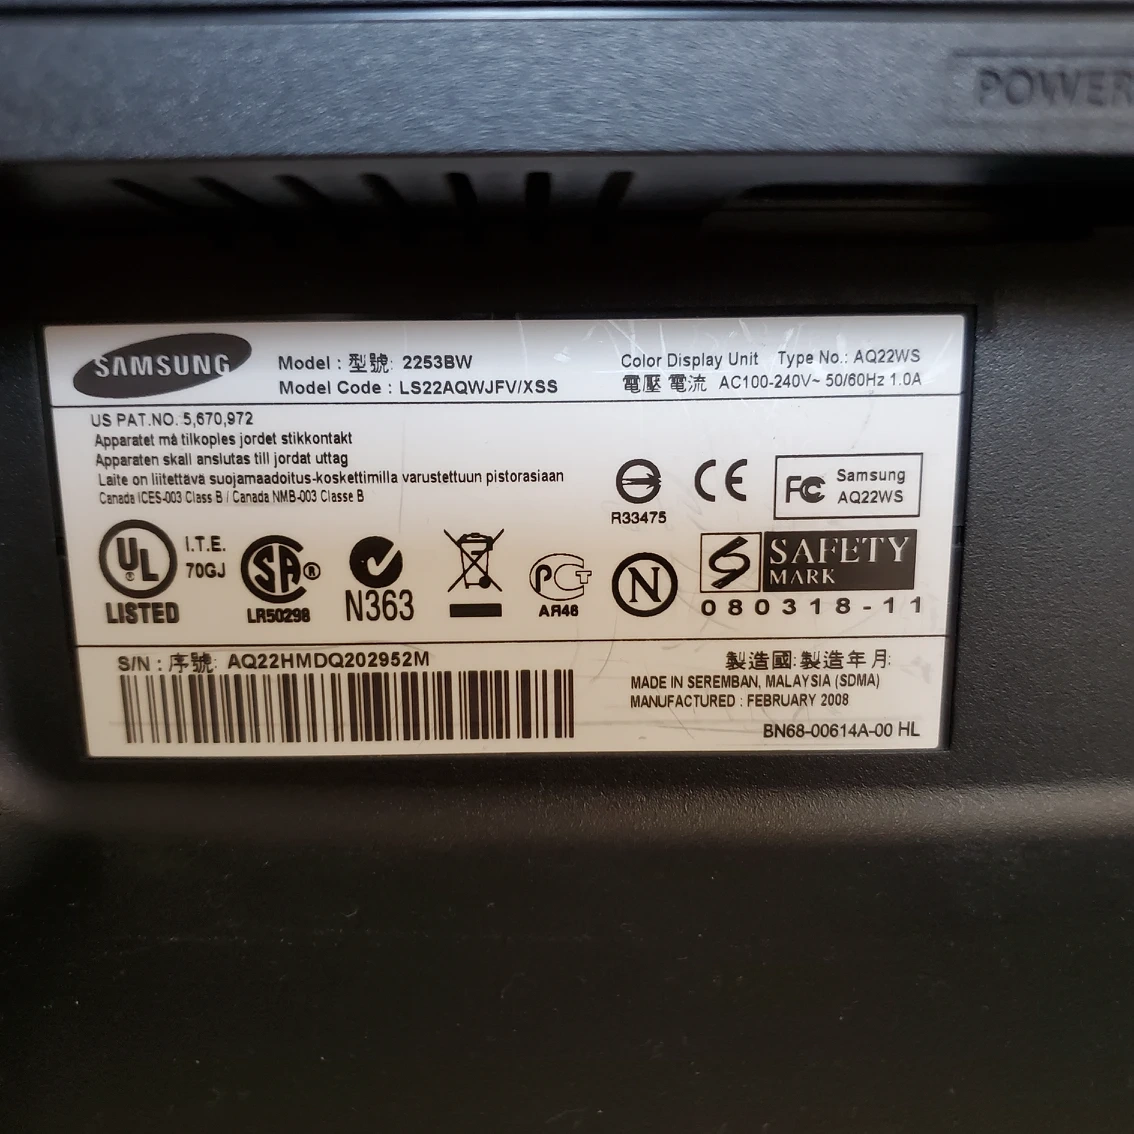 POWER
SAMSUNG
Model : 型號: 2253BW
Model Code : LS22AQWJFV/XSS
Color Display Unit Type No.: AQ22WS
電壓 電流 AC100-240V~ 50/60Hz 1.0A
US PAT.NO. 5,670,972
Apparatet må tilkoples jordet stikkontakt
Apparaten skall anslutas till jordat uttag
Laite on liitettävä suojamaadoitus-koskettimilla varustettuun pistorasiaan
Canada ICES-003 Class B / Canada NMB-003 Classe B
R33475
CE
FC Samsung
AQ22WS
UL ® I.T.E.
70GJ
LISTED
SA ®
LR50298
N363
PCT
АЯ46
N
SAFETY
MARK
080318-11
S/N : 序號: AQ22HMDQ202952M
製造國:製造年月:
MADE IN SEREMBAN, MALAYSIA (SDMA)
MANUFACTURED : FEBRUARY 2008
BN68-00614A-00 HL